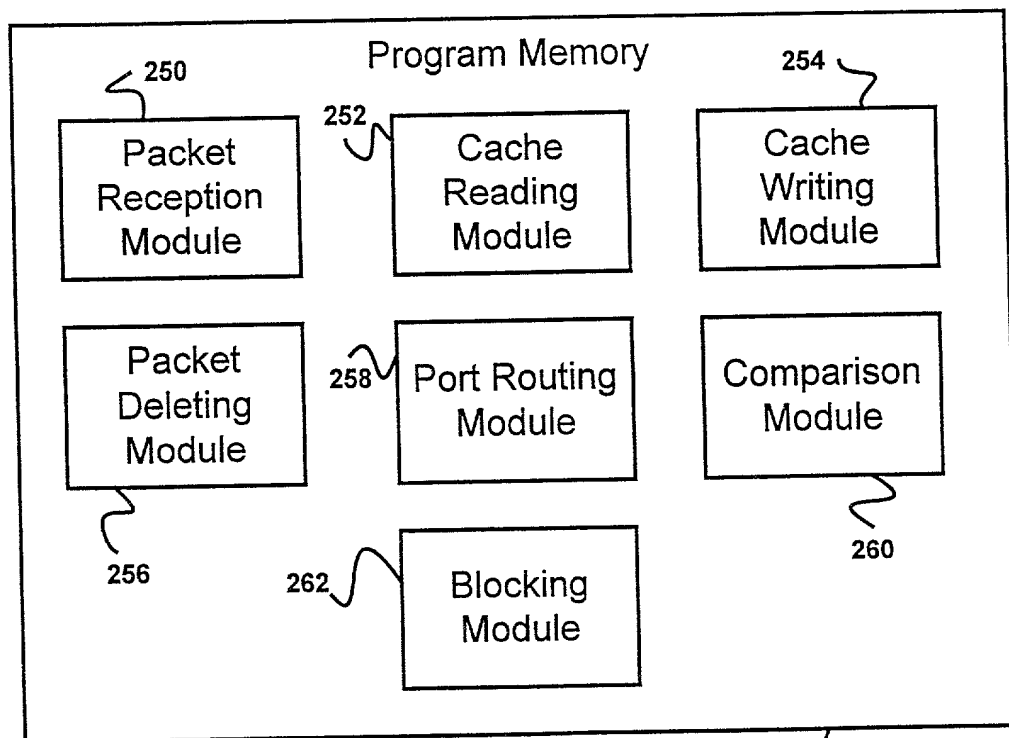 Program Memory
250
Packet
Reception
Module
252
Cache
Reading
Module
254
Cache
Writing
Module
Packet
Deleting
Module
256
258
Port Routing
Module
Comparison
Module
260
262
Blocking
Module